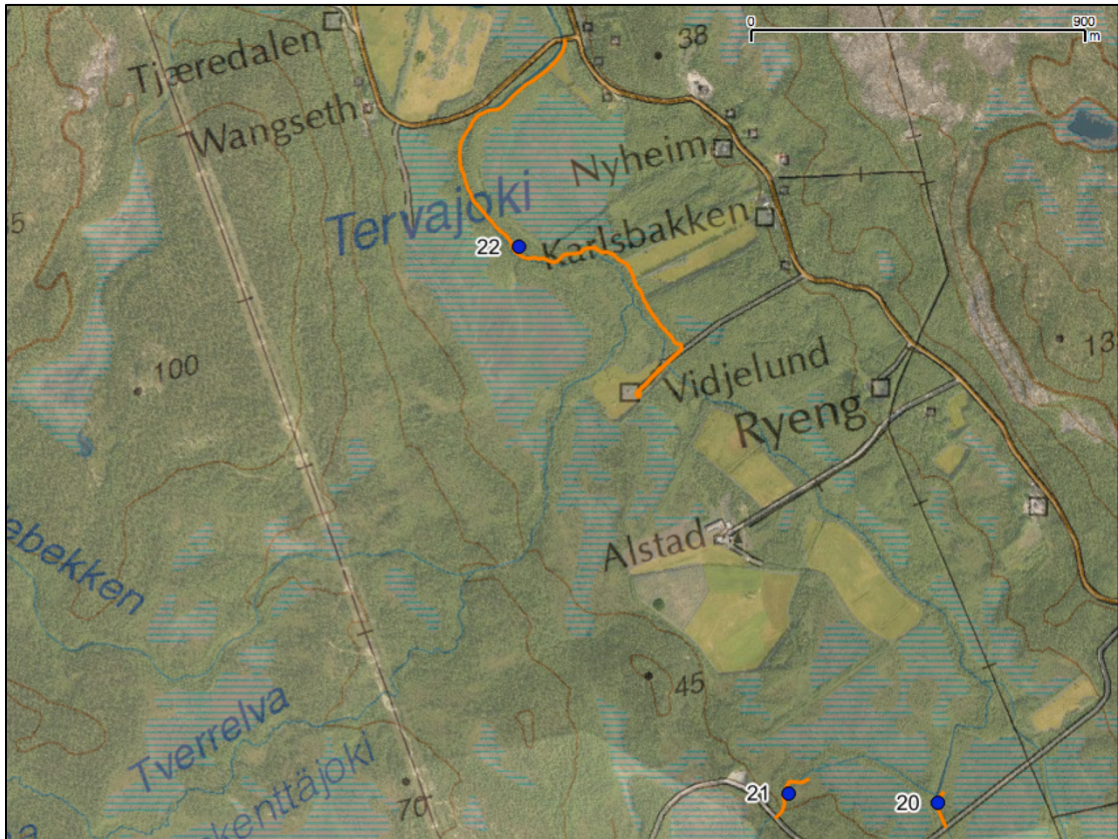 0 900
m
38
Tjæredalen
Wangseth
Nyheim
Tervajoki
Karlsbakken
22
5
13
100
Vidjelund
Ryeng
Alstad
ebekken
45
Tverrelva
kenttäjoki
70
21
20
a